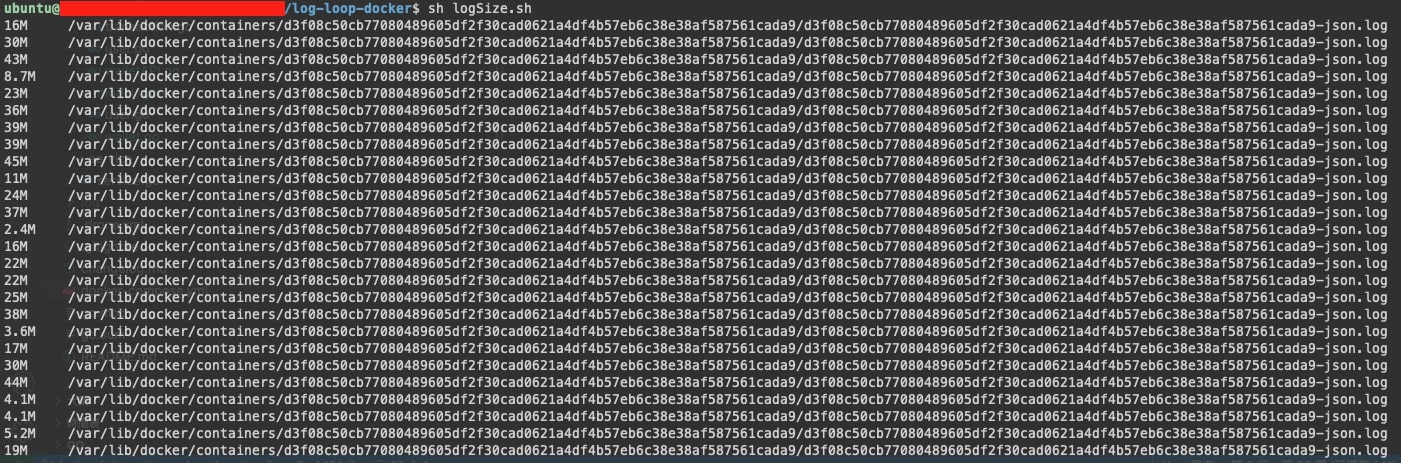 ubuntu@ /log-loop-docker$ sh logSize.sh
16M /var/lib/docker/containers/d3f08c50cb77080489605df2f30cad0621a4df4b57eb6c38e38af587561cada9/d3f08c50cb77080489605df2f30cad0621a4df4b57eb6c38e38af587561cada9-json.log
30M /var/lib/docker/containers/d3f08c50cb77080489605df2f30cad0621a4df4b57eb6c38e38af587561cada9/d3f08c50cb77080489605df2f30cad0621a4df4b57eb6c38e38af587561cada9-json.log
43M /var/lib/docker/containers/d3f08c50cb77080489605df2f30cad0621a4df4b57eb6c38e38af587561cada9/d3f08c50cb77080489605df2f30cad0621a4df4b57eb6c38e38af587561cada9-json.log
8.7M /var/lib/docker/containers/d3f08c50cb77080489605df2f30cad0621a4df4b57eb6c38e38af587561cada9/d3f08c50cb77080489605df2f30cad0621a4df4b57eb6c38e38af587561cada9-json.log
23M /var/lib/docker/containers/d3f08c50cb77080489605df2f30cad0621a4df4b57eb6c38e38af587561cada9/d3f08c50cb77080489605df2f30cad0621a4df4b57eb6c38e38af587561cada9-json.log
36M /var/lib/docker/containers/d3f08c50cb77080489605df2f30cad0621a4df4b57eb6c38e38af587561cada9/d3f08c50cb77080489605df2f30cad0621a4df4b57eb6c38e38af587561cada9-json.log
39M /var/lib/docker/containers/d3f08c50cb77080489605df2f30cad0621a4df4b57eb6c38e38af587561cada9/d3f08c50cb77080489605df2f30cad0621a4df4b57eb6c38e38af587561cada9-json.log
39M /var/lib/docker/containers/d3f08c50cb77080489605df2f30cad0621a4df4b57eb6c38e38af587561cada9/d3f08c50cb77080489605df2f30cad0621a4df4b57eb6c38e38af587561cada9-json.log
45M /var/lib/docker/containers/d3f08c50cb77080489605df2f30cad0621a4df4b57eb6c38e38af587561cada9/d3f08c50cb77080489605df2f30cad0621a4df4b57eb6c38e38af587561cada9-json.log
11M /var/lib/docker/containers/d3f08c50cb77080489605df2f30cad0621a4df4b57eb6c38e38af587561cada9/d3f08c50cb77080489605df2f30cad0621a4df4b57eb6c38e38af587561cada9-json.log
24M /var/lib/docker/containers/d3f08c50cb77080489605df2f30cad0621a4df4b57eb6c38e38af587561cada9/d3f08c50cb77080489605df2f30cad0621a4df4b57eb6c38e38af587561cada9-json.log
37M /var/lib/docker/containers/d3f08c50cb77080489605df2f30cad0621a4df4b57eb6c38e38af587561cada9/d3f08c50cb77080489605df2f30cad0621a4df4b57eb6c38e38af587561cada9-json.log
2.4M /var/lib/docker/containers/d3f08c50cb77080489605df2f30cad0621a4df4b57eb6c38e38af587561cada9/d3f08c50cb77080489605df2f30cad0621a4df4b57eb6c38e38af587561cada9-json.log
16M /var/lib/docker/containers/d3f08c50cb77080489605df2f30cad0621a4df4b57eb6c38e38af587561cada9/d3f08c50cb77080489605df2f30cad0621a4df4b57eb6c38e38af587561cada9-json.log
22M /var/lib/docker/containers/d3f08c50cb77080489605df2f30cad0621a4df4b57eb6c38e38af587561cada9/d3f08c50cb77080489605df2f30cad0621a4df4b57eb6c38e38af587561cada9-json.log
22M /var/lib/docker/containers/d3f08c50cb77080489605df2f30cad0621a4df4b57eb6c38e38af587561cada9/d3f08c50cb77080489605df2f30cad0621a4df4b57eb6c38e38af587561cada9-json.log
25M /var/lib/docker/containers/d3f08c50cb77080489605df2f30cad0621a4df4b57eb6c38e38af587561cada9/d3f08c50cb77080489605df2f30cad0621a4df4b57eb6c38e38af587561cada9-json.log
38M /var/lib/docker/containers/d3f08c50cb77080489605df2f30cad0621a4df4b57eb6c38e38af587561cada9/d3f08c50cb77080489605df2f30cad0621a4df4b57eb6c38e38af587561cada9-json.log
3.6M /var/lib/docker/containers/d3f08c50cb77080489605df2f30cad0621a4df4b57eb6c38e38af587561cada9/d3f08c50cb77080489605df2f30cad0621a4df4b57eb6c38e38af587561cada9-json.log
17M /var/lib/docker/containers/d3f08c50cb77080489605df2f30cad0621a4df4b57eb6c38e38af587561cada9/d3f08c50cb77080489605df2f30cad0621a4df4b57eb6c38e38af587561cada9-json.log
30M /var/lib/docker/containers/d3f08c50cb77080489605df2f30cad0621a4df4b57eb6c38e38af587561cada9/d3f08c50cb77080489605df2f30cad0621a4df4b57eb6c38e38af587561cada9-json.log
44M /var/lib/docker/containers/d3f08c50cb77080489605df2f30cad0621a4df4b57eb6c38e38af587561cada9/d3f08c50cb77080489605df2f30cad0621a4df4b57eb6c38e38af587561cada9-json.log
4.1M /var/lib/docker/containers/d3f08c50cb77080489605df2f30cad0621a4df4b57eb6c38e38af587561cada9/d3f08c50cb77080489605df2f30cad0621a4df4b57eb6c38e38af587561cada9-json.log
4.1M /var/lib/docker/containers/d3f08c50cb77080489605df2f30cad0621a4df4b57eb6c38e38af587561cada9/d3f08c50cb77080489605df2f30cad0621a4df4b57eb6c38e38af587561cada9-json.log
5.2M /var/lib/docker/containers/d3f08c50cb77080489605df2f30cad0621a4df4b57eb6c38e38af587561cada9/d3f08c50cb77080489605df2f30cad0621a4df4b57eb6c38e38af587561cada9-json.log
19M /var/lib/docker/containers/d3f08c50cb77080489605df2f30cad0621a4df4b57eb6c38e38af587561cada9/d3f08c50cb77080489605df2f30cad0621a4df4b57eb6c38e38af587561cada9-json.log